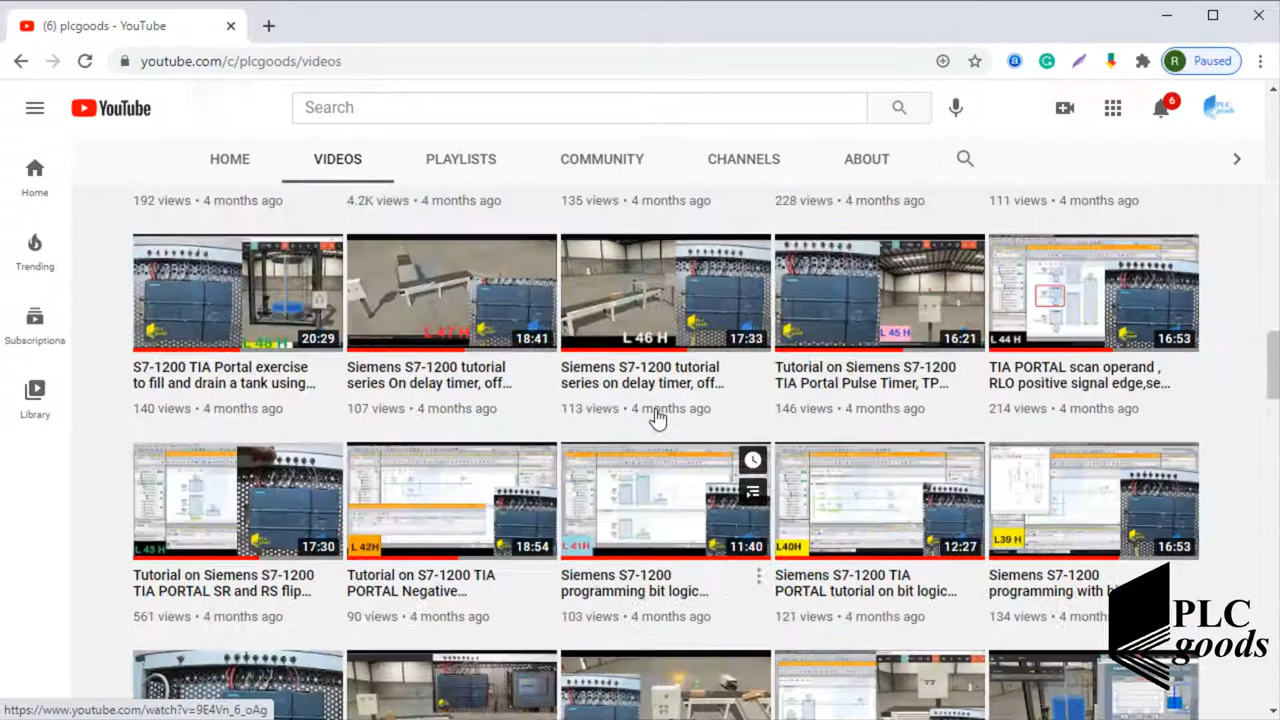 (6) plcgoods - YouTube
youtube.com/c/plcgoods/videos
R Paused
YouTube
Search
6
PLC goods
HOME VIDEOS PLAYLISTS COMMUNITY CHANNELS ABOUT
Home
Trending
Subscriptions
Library
192 views • 4 months ago
4.2K views • 4 months ago
135 views • 4 months ago
228 views • 4 months ago
111 views • 4 months ago
20:29
L 47 H
18:41
L 46 H
17:33
L 45 H
16:21
L 44 H
16:53
S7-1200 TIA Portal exercise
to fill and drain a tank using...
140 views • 4 months ago
Siemens S7-1200 tutorial
series On delay timer, off...
107 views • 4 months ago
Siemens S7-1200 tutorial
series on delay timer, off...
113 views • 4 months ago
Tutorial on Siemens S7-1200
TIA Portal Pulse Timer, TP...
146 views • 4 months ago
TIA PORTAL scan operand ,
RLO positive signal edge,se...
214 views • 4 months ago
L 43 H
17:30
L 42H
18:54
L 41H
11:40
L40H
12:27
L39 H
16:53
Tutorial on Siemens S7-1200
TIA PORTAL SR and RS flip...
561 views • 4 months ago
Tutorial on S7-1200 TIA
PORTAL Negative...
90 views • 4 months ago
Siemens S7-1200
programming bit logic...
103 views • 4 months ago
Siemens S7-1200 TIA
PORTAL tutorial on bit logic...
121 views • 4 months ago
Siemens S7-1200
programming with
134 views • 4 months
PLC
goods
https://www.youtube.com/watch?v=9E4Vn_6_oAg